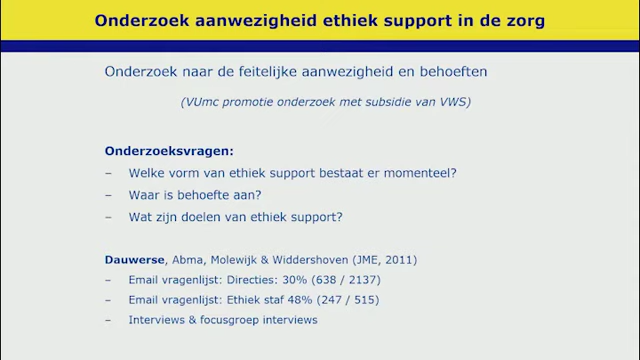 Onderzoek aanwezigheid ethiek support in de zorg
Onderzoek naar de feitelijke aanwezigheid en behoeften
(VUmc promotie onderzoek met subsidie van VWS)
Onderzoeksvragen:
– Welke vorm van ethiek support bestaat er momenteel?
– Waar is behoefte aan?
– Wat zijn doelen van ethiek support?
Dauwerse, Abma, Molewijk & Widdershoven (JME, 2011)
– Email vragenlijst: Directies: 30% (638 / 2137)
– Email vragenlijst: Ethiek staf 48% (247 / 515)
– Interviews & focusgroep interviews